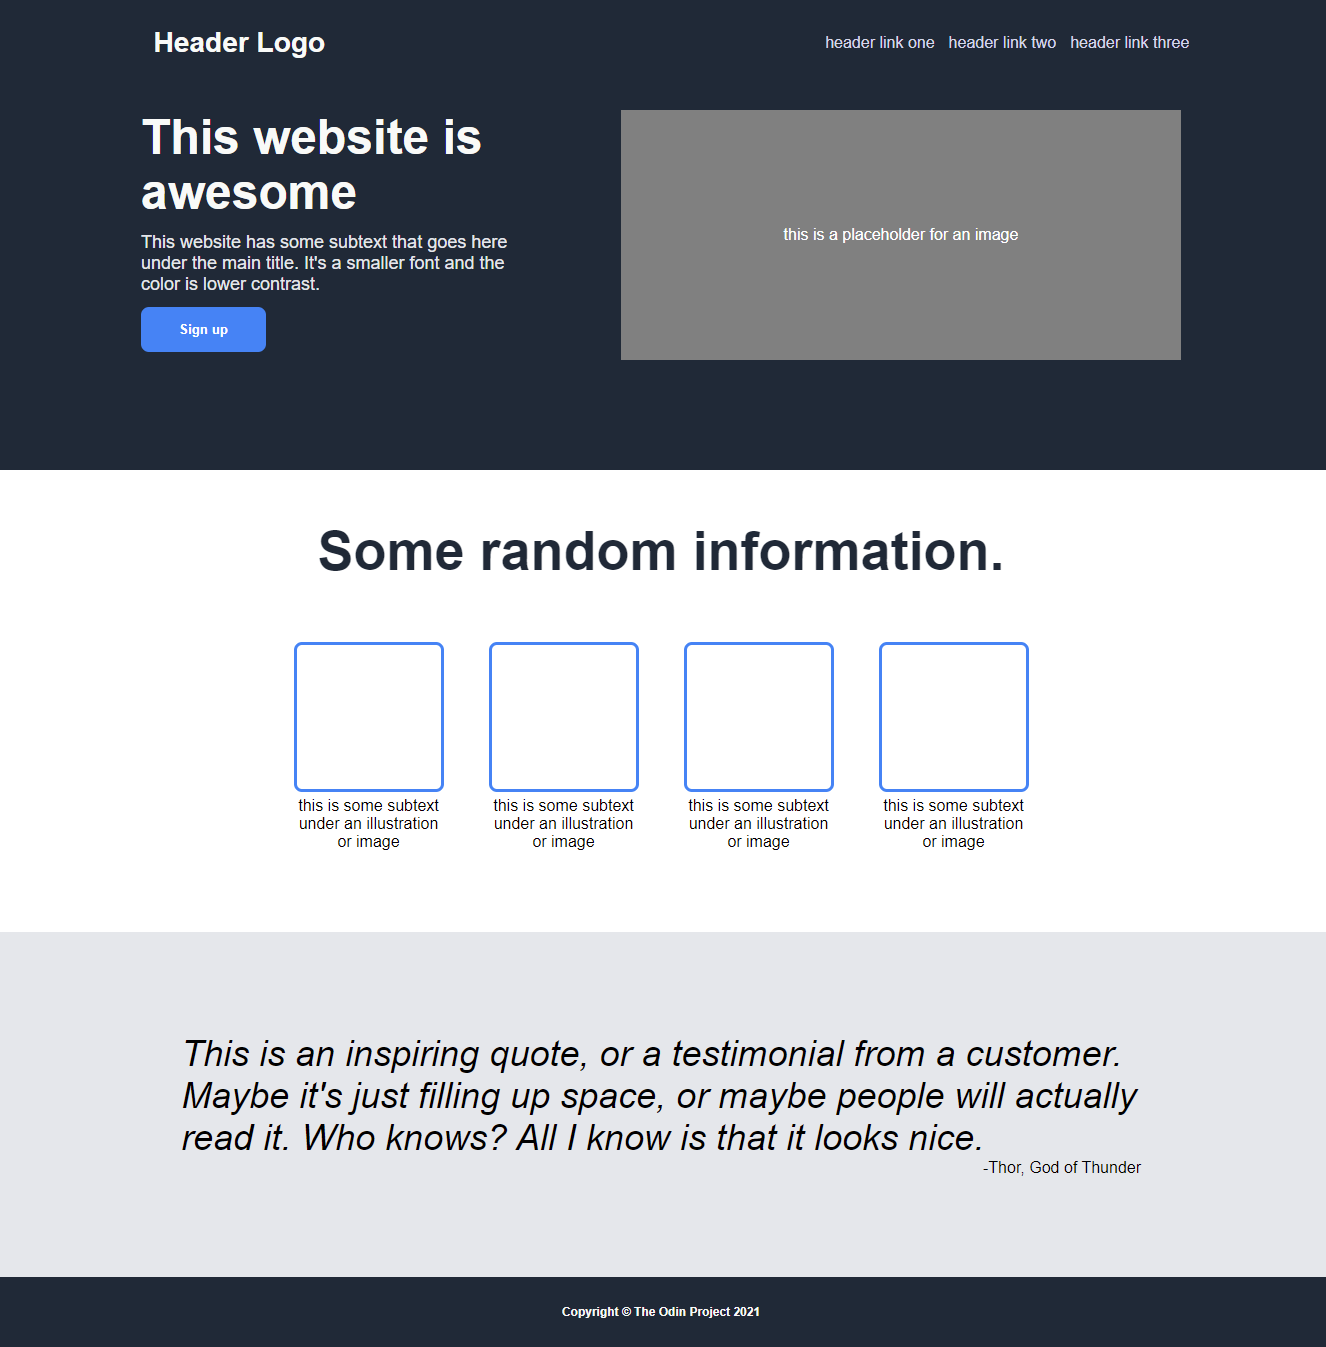 Header Logo
header link one
header link two
header link three
This website is
awesome
This website has some subtext that goes here
under the main title. It's a smaller font and the
color is lower contrast.
Sign up
this is a placeholder for an image
Some random information.
this is some subtext
under an illustration
or image
this is some subtext
under an illustration
or image
this is some subtext
under an illustration
or image
this is some subtext
under an illustration
or image
This is an inspiring quote, or a testimonial from a customer.
Maybe it's just filling up space, or maybe people will actually
read it. Who knows? All I know is that it looks nice.
-Thor, God of Thunder
Copyright © The Odin Project 2021